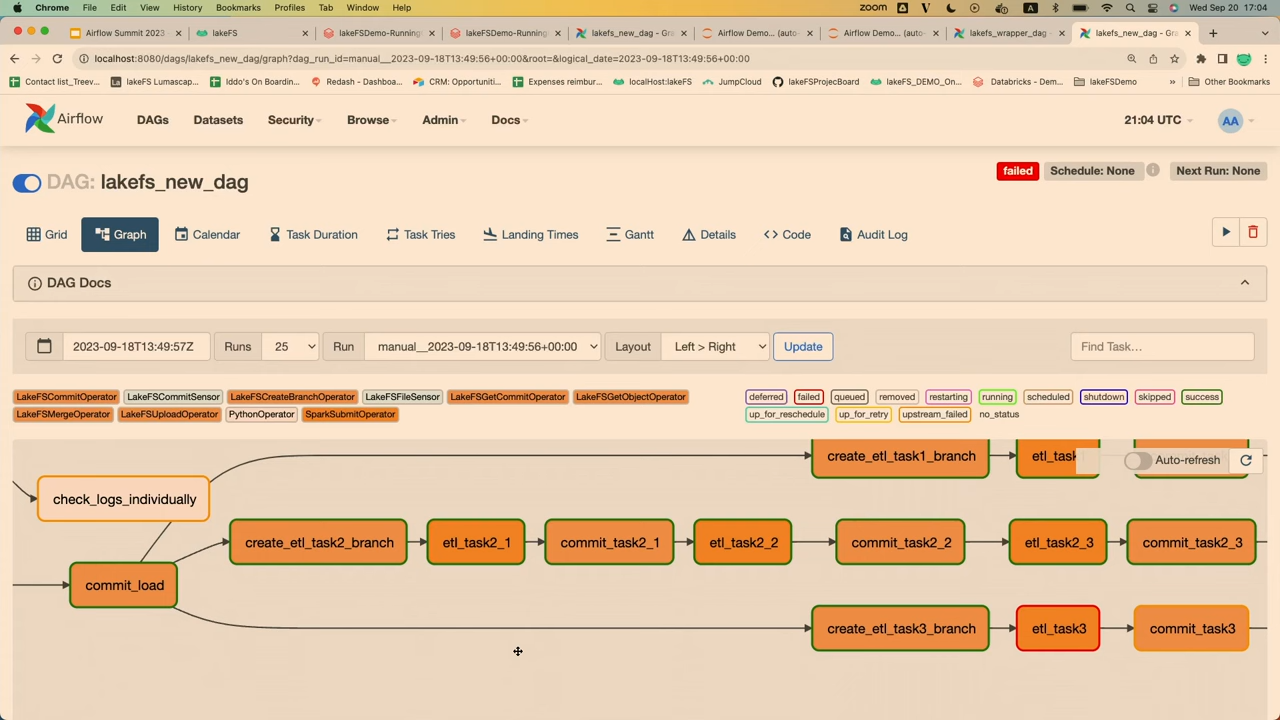 Chrome File Edit View History Bookmarks Profiles Tab Window Help zoom A Wed Sep 20 17:04
Airflow Summit 2023 lakeFS lakeFSDemo-Running lakeFSDemo-Running lakefs_new_dag - Gra Airflow Demo... (auto- Airflow Demo... (auto- lakefs_wrapper_dag - lakefs_new_dag - Gra
localhost:8080/dags/lakefs_new_dag/graph?dag_run_id=manual__2023-09-18T13:49:56+00:00&root=&logical_date=2023-09-18T13:49:56+00:00
Contact list_Treev... lakeFS Lumascap... Iddo's On Boardin... Redash - Dashboa... CRM: Opportuniti... Expenses reimbur... localHost:lakeFS JumpCloud lakeFSProjecBoard lakeFS_DEMO_On... Databricks - Dem... lakeFSDemo » Other Bookmarks
Airflow DAGs Datasets Security Browse Admin Docs 21:04 UTC AA
DAG: lakefs_new_dag failed Schedule: None Next Run: None
Grid Graph Calendar Task Duration Task Tries Landing Times Gantt Details Code Audit Log
DAG Docs
2023-09-18T13:49:57Z Runs 25 Run manual__2023-09-18T13:49:56+00:00 Layout Left > Right Update Find Task...
LakeFSCommitOperator LakeFSCommitSensor LakeFSCreateBranchOperator LakeFSFileSensor LakeFSGetCommitOperator LakeFSGetObjectOperator deferred failed queued removed restarting running scheduled shutdown skipped success
LakeFSMergeOperator LakeFSUploadOperator PythonOperator SparkSubmitOperator up_for_reschedule up_for_retry upstream_failed no_status
create_etl_task1_branch etl_task Auto-refresh
check_logs_individually
create_etl_task2_branch etl_task2_1 commit_task2_1 etl_task2_2 commit_task2_2 etl_task2_3 commit_task2_3
commit_load
create_etl_task3_branch etl_task3 commit_task3